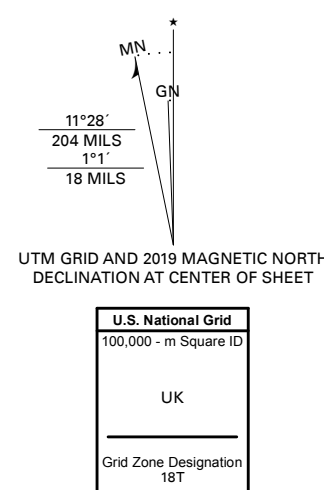 ★
MN
GN
11°28´
204 MILS
1°1´
18 MILS
UTM GRID AND 2019 MAGNETIC NORTH
DECLINATION AT CENTER OF SHEET
U.S. National Grid
100,000 - m Square ID
UK
Grid Zone Designation
18T